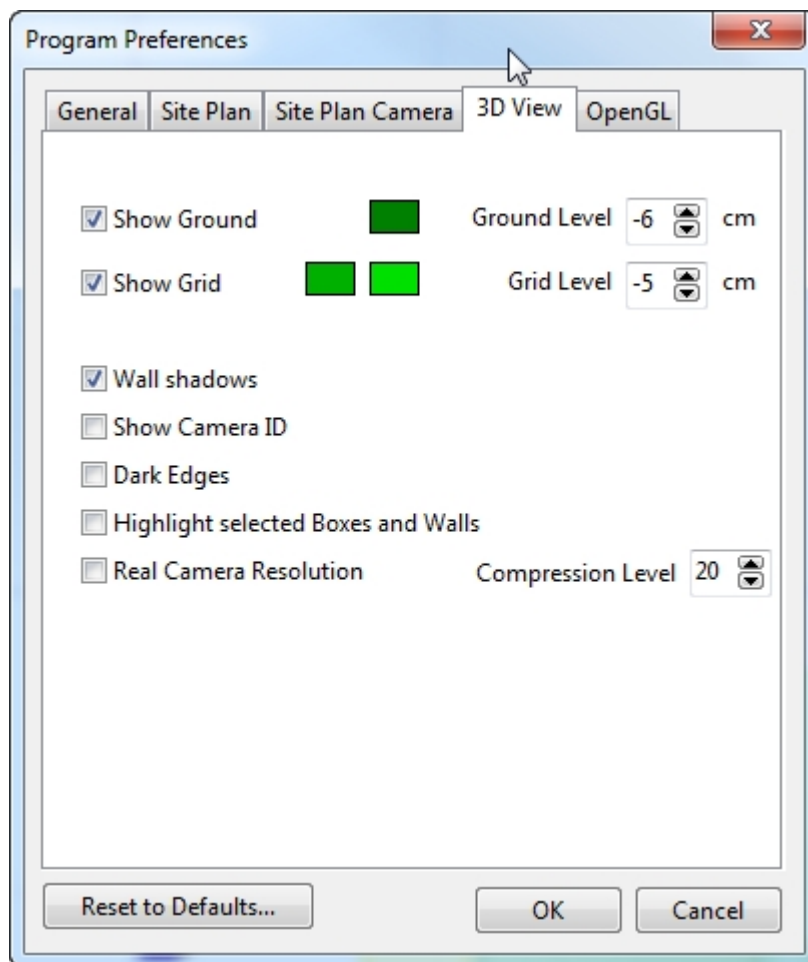 Program Preferences
General Site Plan Site Plan Camera 3D View OpenGL
Show Ground Ground Level -6 cm
Show Grid Grid Level -5 cm
Wall shadows
Show Camera ID
Dark Edges
Highlight selected Boxes and Walls
Real Camera Resolution Compression Level 20
Reset to Defaults... OK Cancel